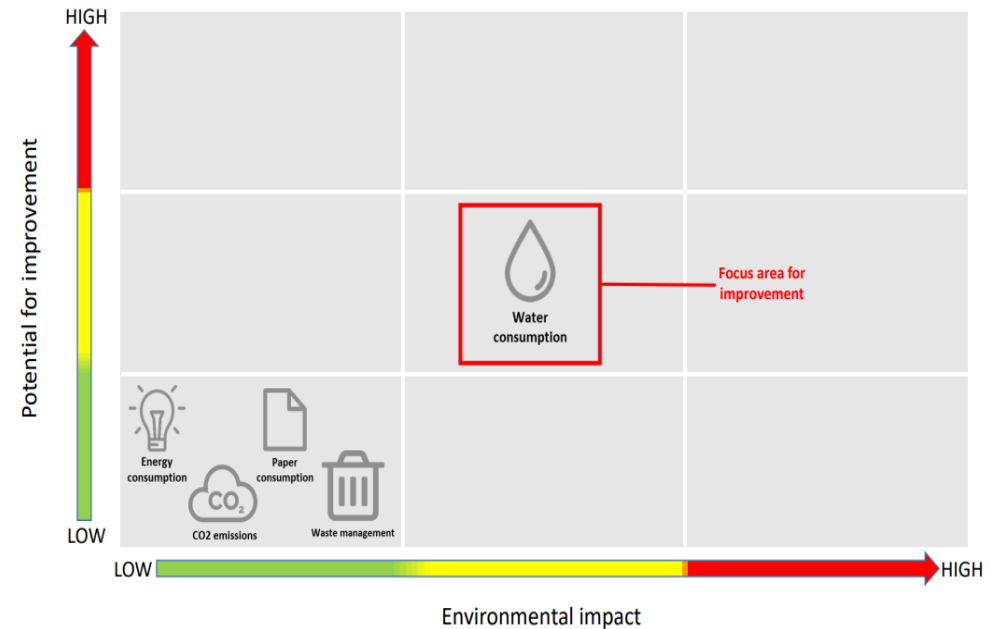 HIGH
Potential for improvement
Focus area for
improvement
Water
consumption
Energy
consumption
Paper
consumption
CO2
CO2 emissions
Waste management
LOW
LOW
HIGH
Environmental impact